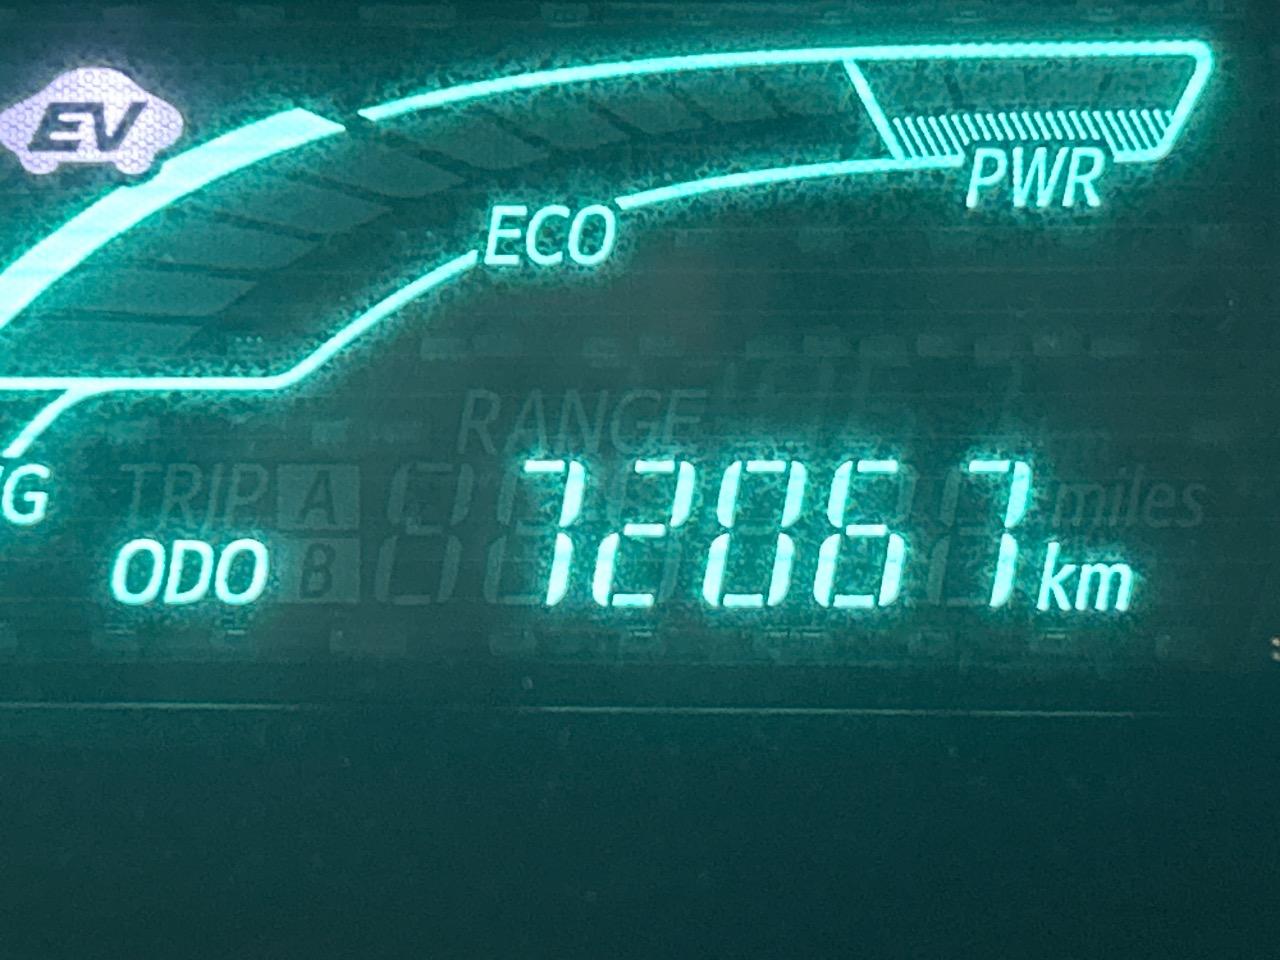 EV
PWR
ECO
RANGE
TRIP A
miles
ODO B
72067 km